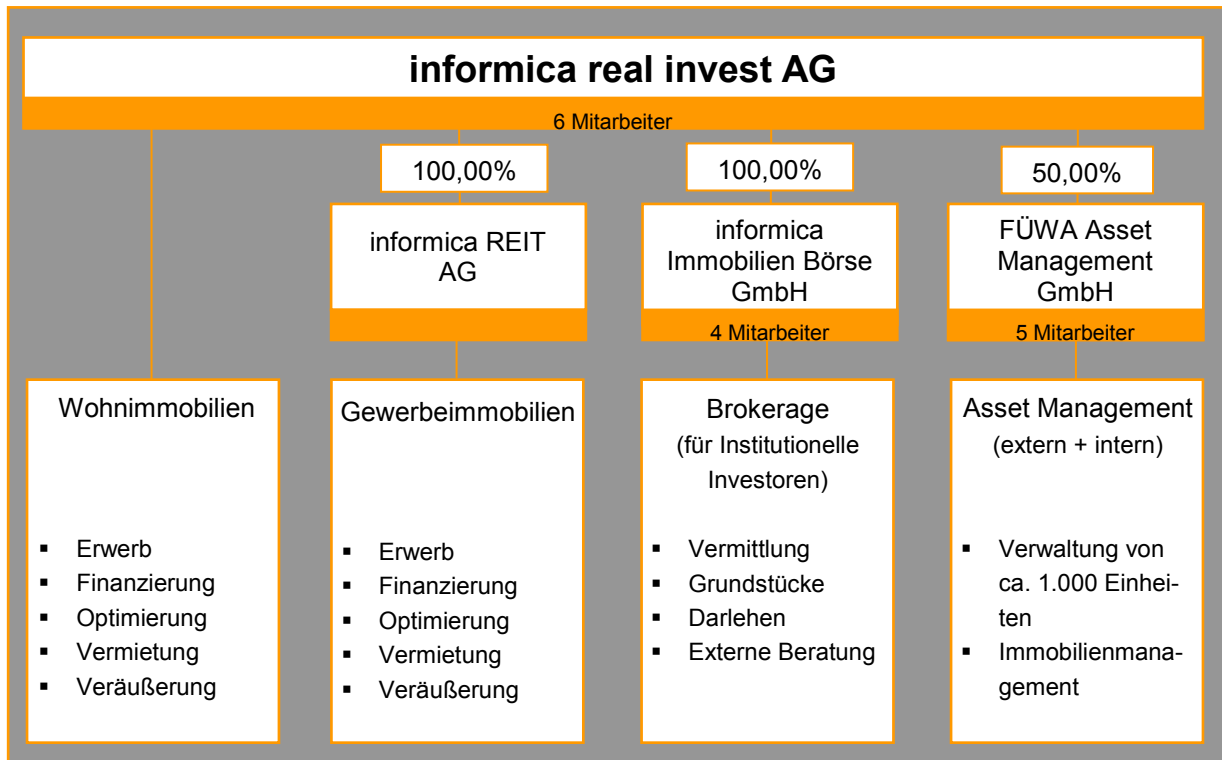 informica real invest AG
6 Mitarbeiter
100,00%
100,00%
50,00%
informica REIT
AG
informica
Immobilien Börse
GmbH
4 Mitarbeiter
FÜWA Asset
Management
GmbH
5 Mitarbeiter
Wohnimmobilien
▪ Erwerb
▪ Finanzierung
▪ Optimierung
▪ Vermietung
▪ Veräußerung
Gewerbeimmobilien
▪ Erwerb
▪ Finanzierung
▪ Optimierung
▪ Vermietung
▪ Veräußerung
Brokerage
(für Institutionelle
Investoren)
▪ Vermittlung
▪ Grundstücke
▪ Darlehen
▪ Externe Beratung
Asset Management
(extern + intern)
▪ Verwaltung von
ca. 1.000 Einhei-
ten
▪ Immobilienmana-
gement